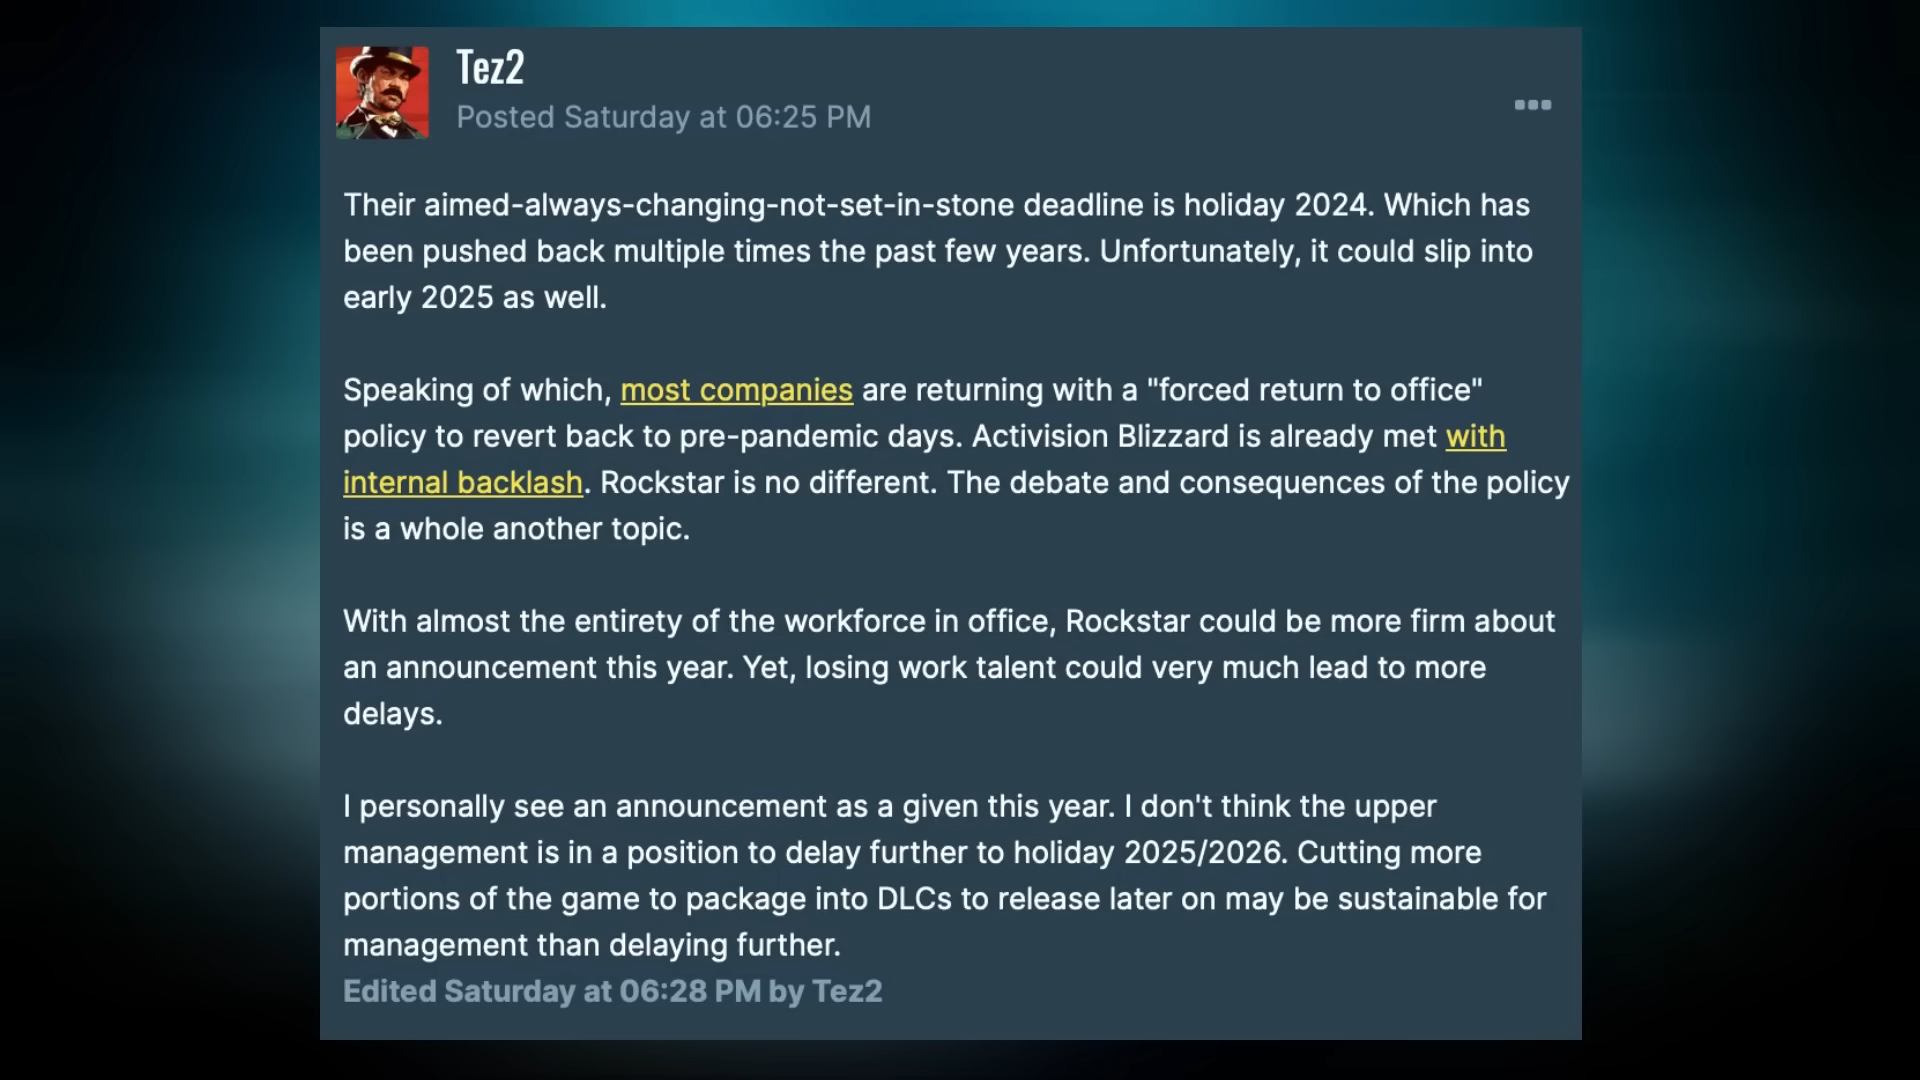 Tez2
Posted Saturday at 06:25 PM
Their aimed-always-changing-not-set-in-stone deadline is holiday 2024. Which has
been pushed back multiple times the past few years. Unfortunately, it could slip into
early 2025 as well.
Speaking of which, most companies are returning with a "forced return to office"
policy to revert back to pre-pandemic days. Activision Blizzard is already met with
internal backlash. Rockstar is no different. The debate and consequences of the policy
is a whole another topic.
With almost the entirety of the workforce in office, Rockstar could be more firm about
an announcement this year. Yet, losing work talent could very much lead to more
delays.
I personally see an announcement as a given this year. I don't think the upper
management is in a position to delay further to holiday 2025/2026. Cutting more
portions of the game to package into DLCs to release later on may be sustainable for
management than delaying further.
Edited Saturday at 06:28 PM by Tez2